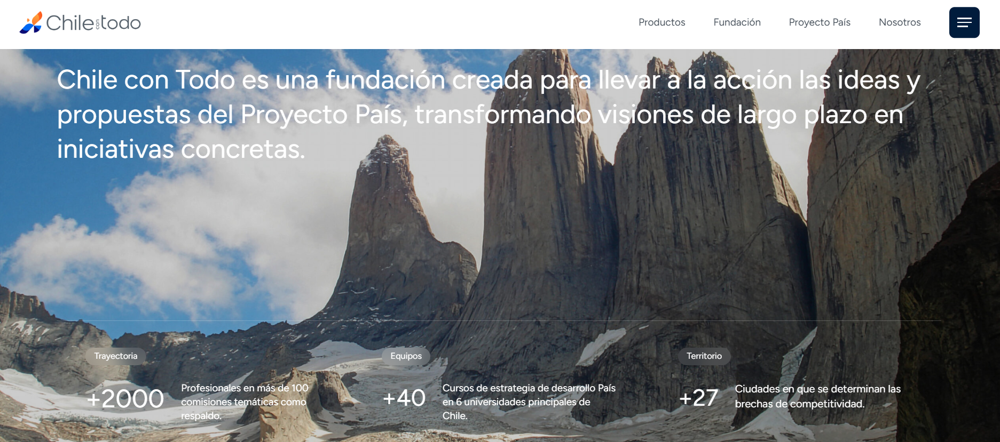 Chile con todo
Productos
Fundación
Proyecto País
Nosotros
Chile con Todo es una fundación creada para llevar a la acción las ideas y
propuestas del Proyecto País, transformando visiones de largo plazo en
iniciativas concretas.
Trayectoria
+2000
Profesionales en más de 100
comisiones temáticas como
respaldo.
Equipos
+40
Cursos de estrategia de desarrollo País
en 6 universidades principales de
Chile.
Territorio
+27
Ciudades en que se determinan las
brechas de competitividad.